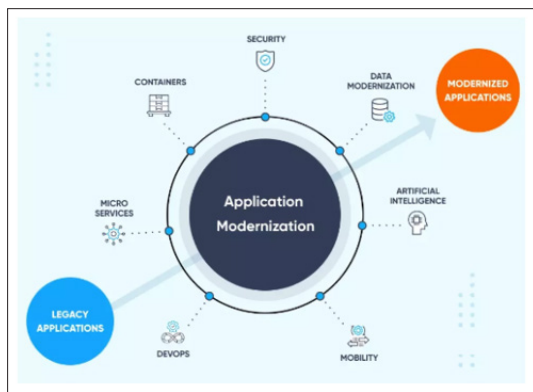 SECURITY
CONTAINERS
DATA
MODERNIZATION
MODERNIZED
APPLICATIONS
Application
Modernization
MICRO
SERVICES
ARTIFICIAL
INTELLIGENCE
LEGACY
APPLICATIONS
DEVOPS
MOBILITY